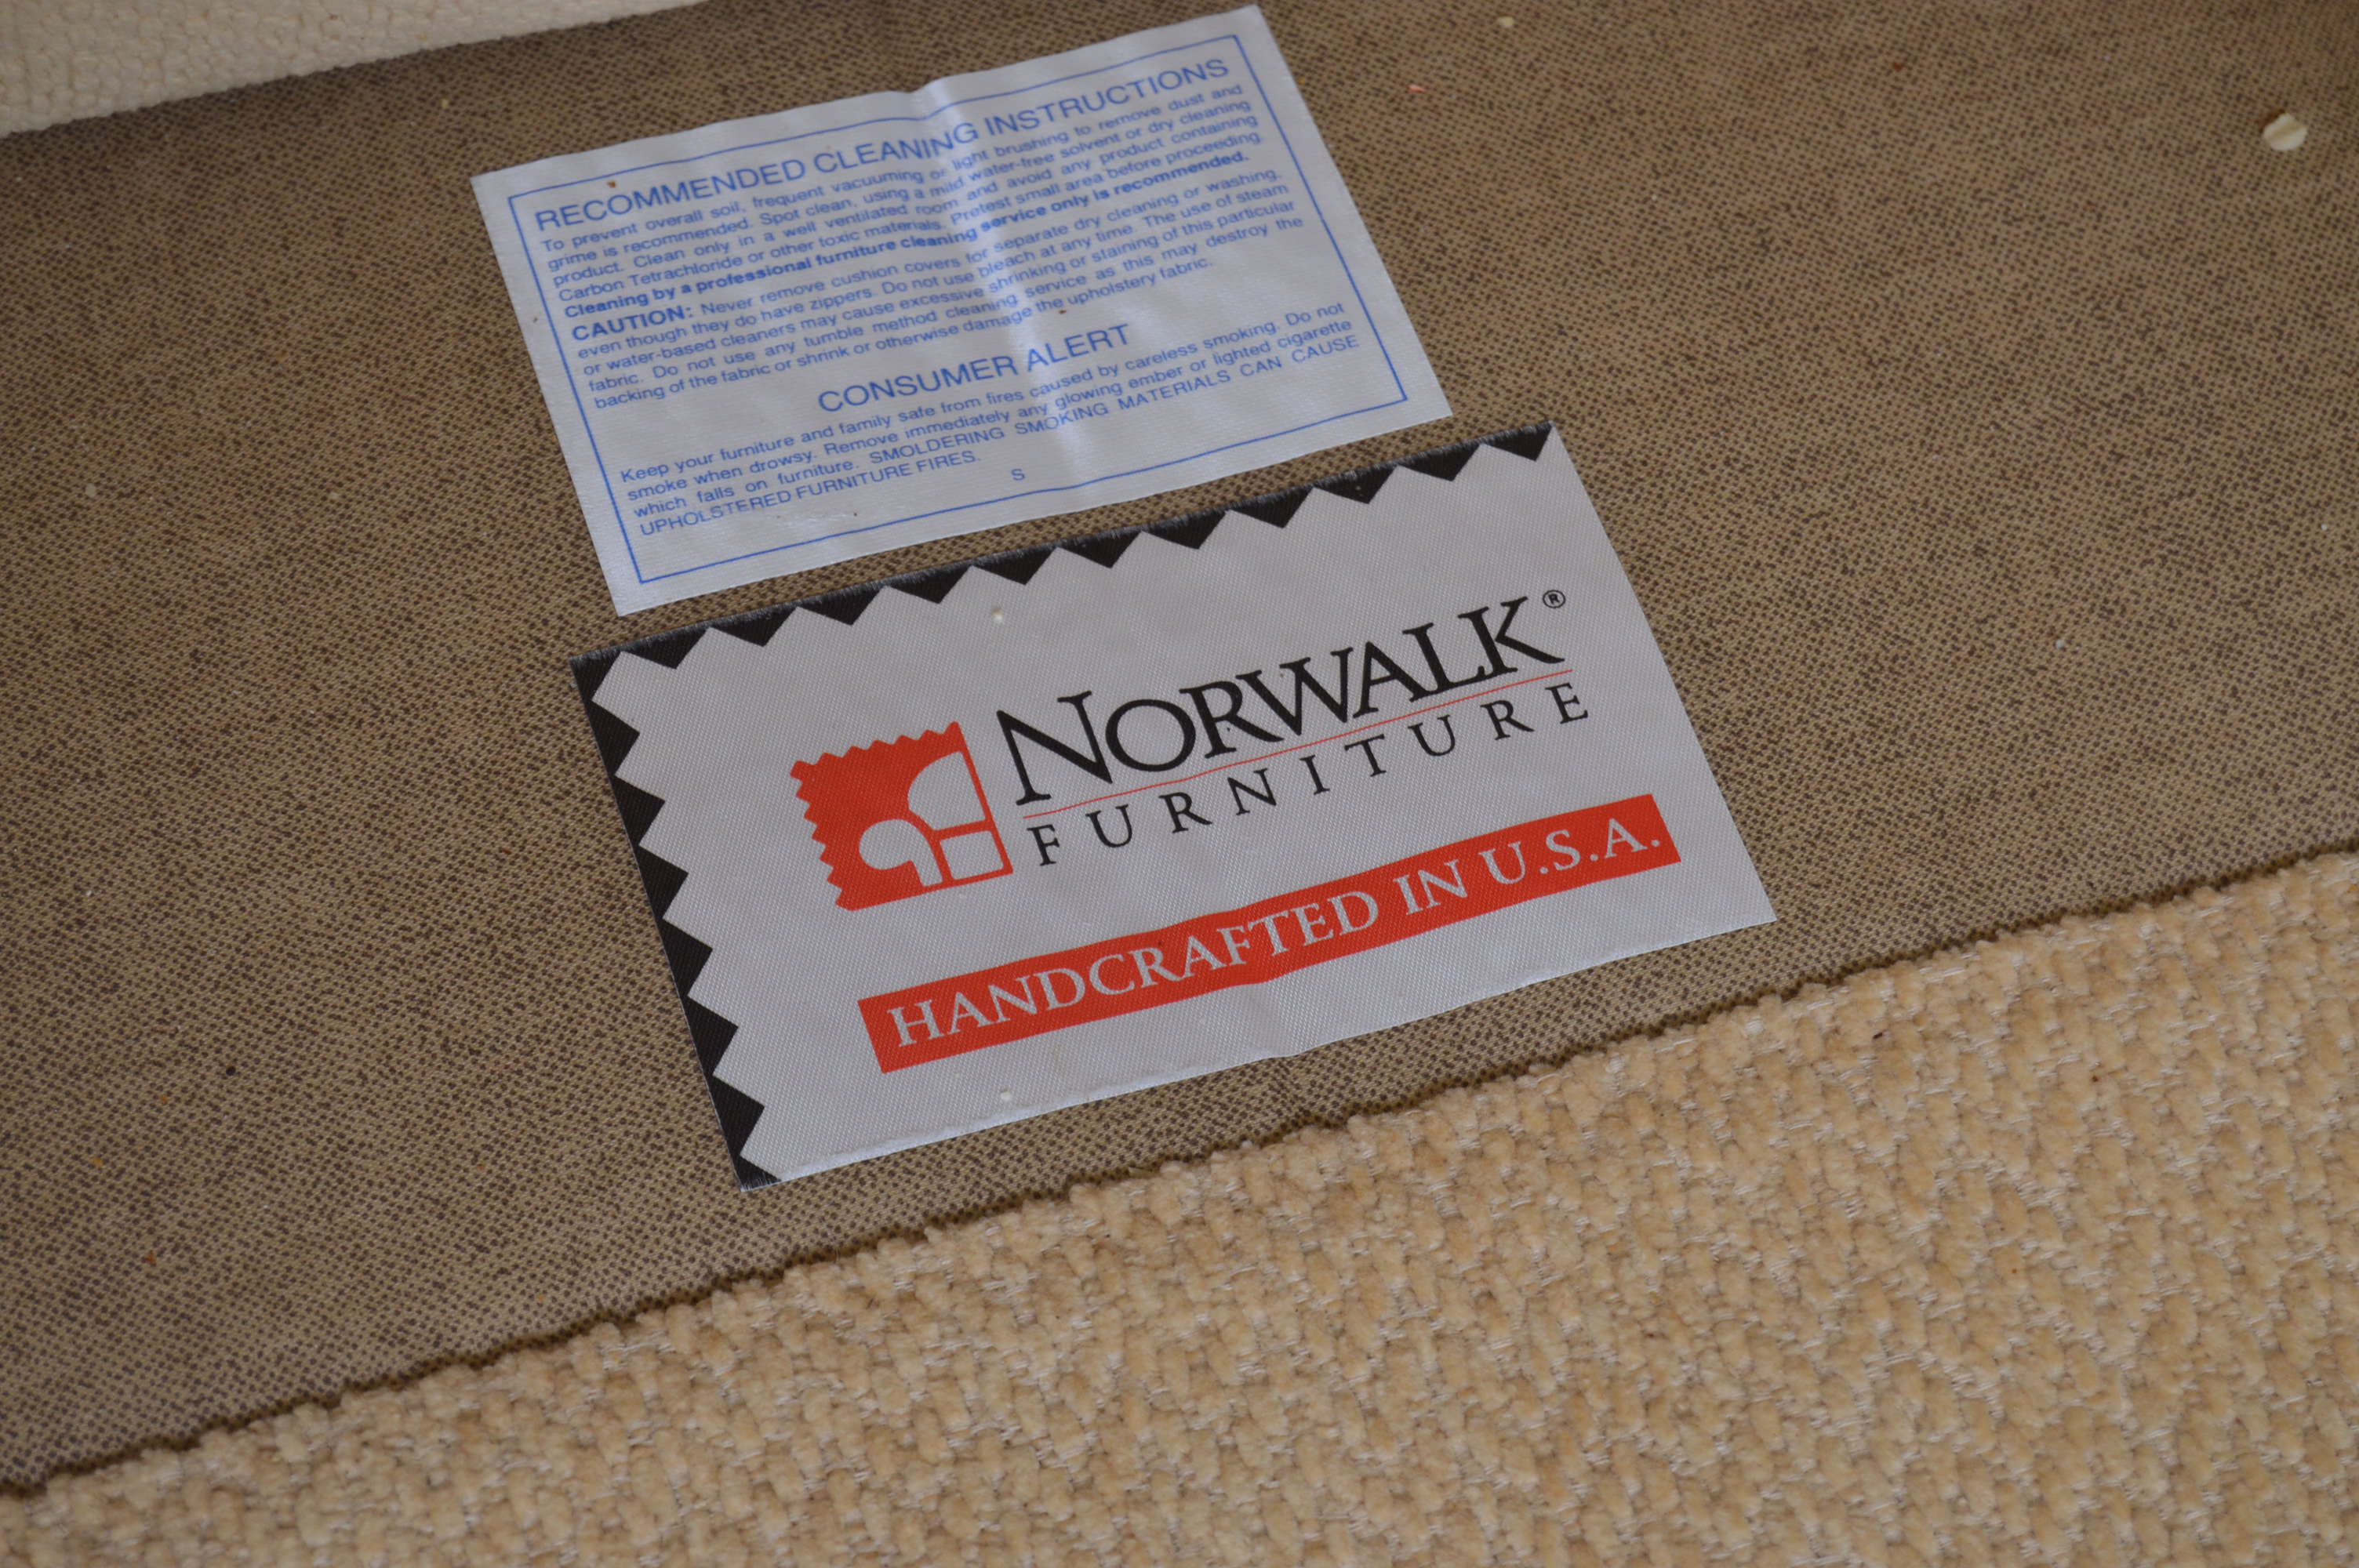 RECOMMENDED CLEANING INSTRUCTIONS
To prevent overall soil, frequent vacuuming or light brushing to remove dust and
grime is recommended. Spot clean, using a mild water-free solvent or dry cleaning
product. Clean only in a well ventilated room and avoid any product containing
Carbon Tetrachloride or other toxic materials. Pretest small area before proceeding.
Cleaning by a professional furniture cleaning service only is recommended.
CAUTION: Never remove cushion covers for separate dry cleaning or washing,
even though they do have zippers. Do not use bleach at any time. The use of steam
or water-based cleaners may cause excessive shrinking or staining of this particular
fabric. Do not use any tumble method cleaning service as this may destroy the
backing of the fabric or shrink or otherwise damage the upholstery fabric.
CONSUMER ALERT
Keep your furniture and family safe from fires caused by careless smoking. Do not
smoke when drowsy. Remove immediately any glowing ember or lighted cigarette
which falls on furniture. SMOLDERING SMOKING MATERIALS CAN CAUSE
UPHOLSTERED FURNITURE FIRES.
S
NORWALK®
FURNITURE
HANDCRAFTED IN U.S.A.